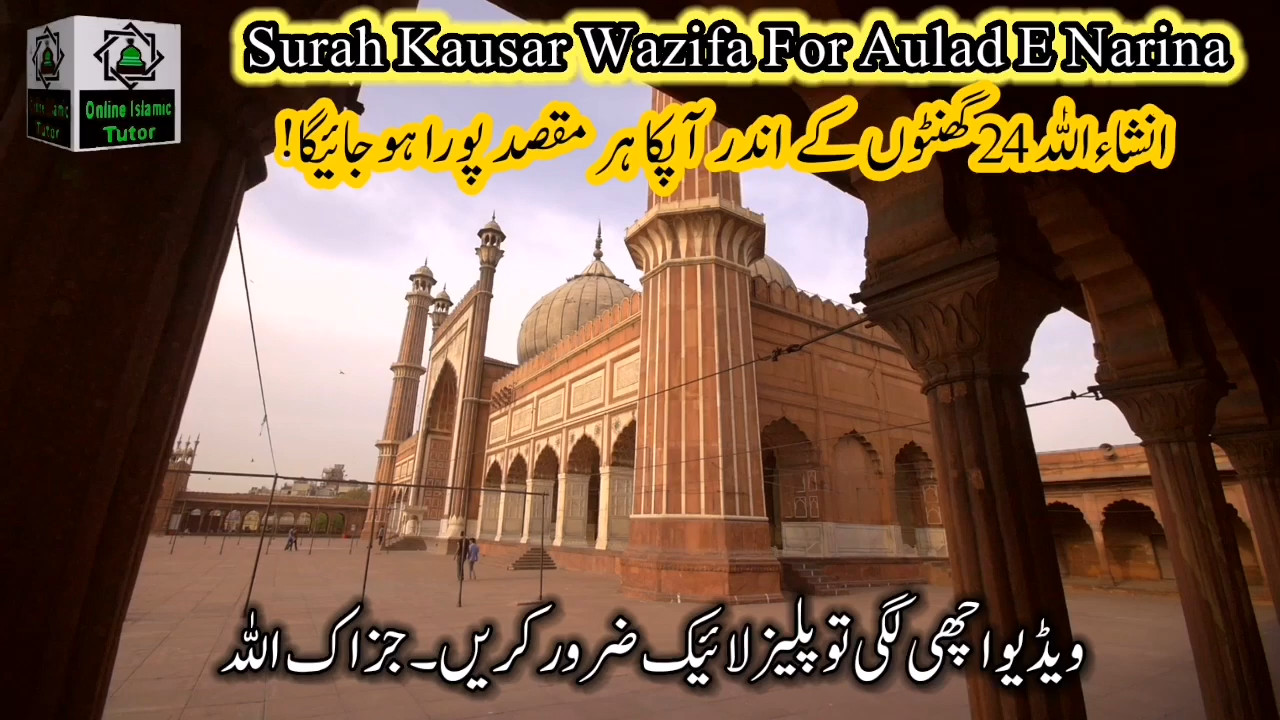 Surah Kausar Wazifa For Aulad E Narina
Online Islamic
Tutor
انشاءاللہ 24 گھنٹوں کے اندر آپکا ہر مقصد پورا ہو جائیگا!
ویڈیو اچھی لگی تو پلیز لائیک ضرور کریں۔ جزاک اللہ